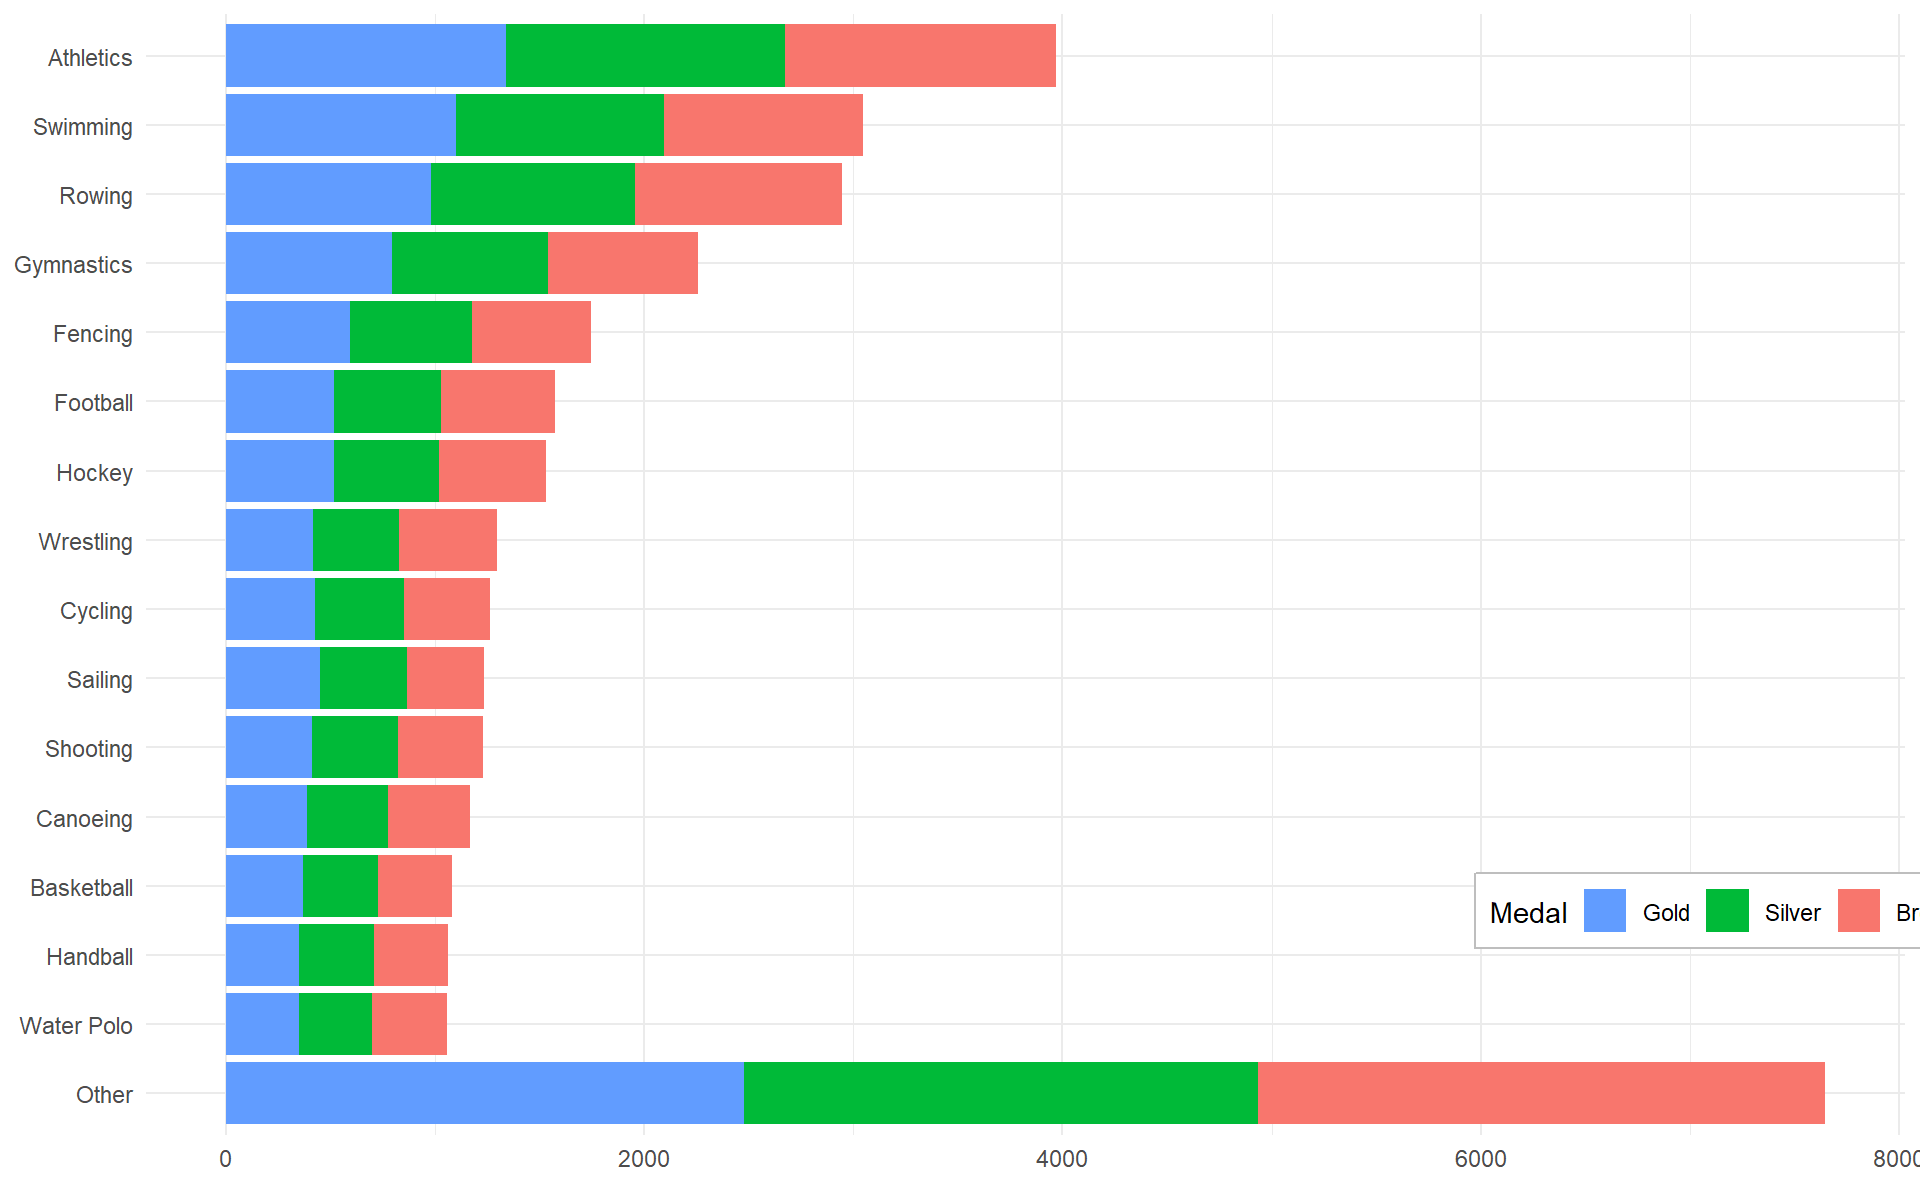 Athletics
Swimming
Rowing
Gymnastics
Fencing
Football
Hockey
Wrestling
Cycling
Sailing
Shooting
Canoeing
Basketball
Medal Gold Silver Br
Handball
Water Polo
Other
0 2000 4000 6000 8000